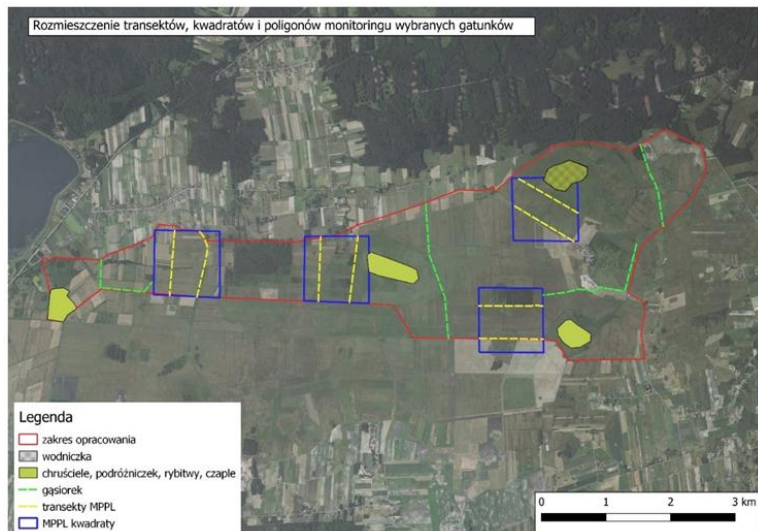 Rozmieszczenie transektów, kwadratów i poligonów monitoringu wybranych gatunków
Legenda
zakres opracowania
wodniczka
chruściele, podróżniczek, rybitwy, czaple
gąsiorek
transekty MPPL
MPPL kwadraty
0 1 2 3 km